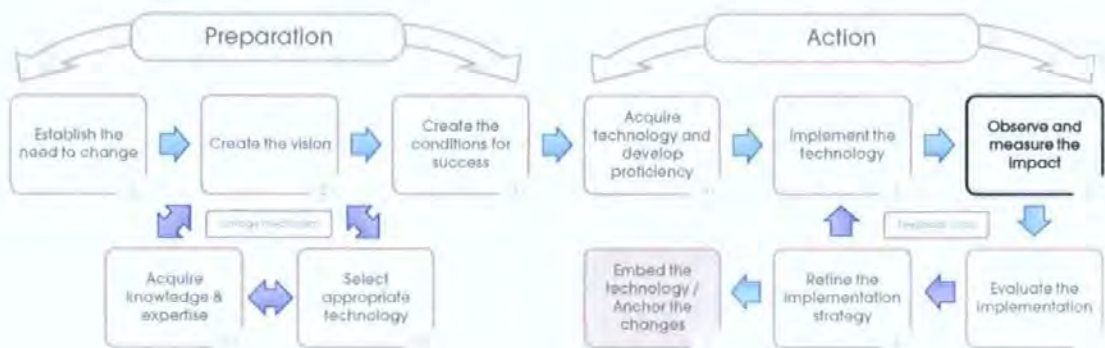 Preparation
Action
Establish the
need to change
Create the vision
Create the
conditions for
success
Acquire
technology and
develop
proficiency
Implement the
technology
Observe and
measure the
impact
Acquire
knowledge &
expertise
Select
appropriate
technology
Embed the
technology /
Anchor the
changes
Refine the
implementation
strategy
Evaluate the
implementation